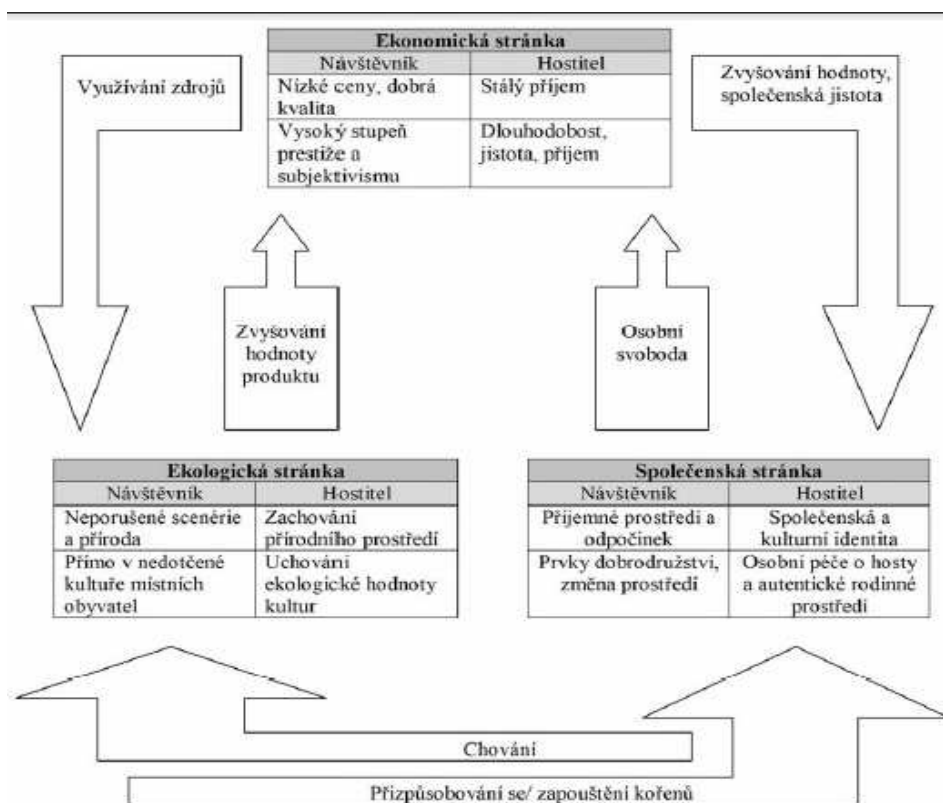 Ekonomická stránka
Návštěvník Hostitel
Nízké ceny, dobrá kvalita Stálý příjem
Vysoký stupeň prestiže a subjektivismu Dlouhodobost, jistota, příjem
Využívání zdrojů
Zvyšování hodnoty,
společenská jistota
Zvyšování
hodnoty
produktu
Osobní
svoboda
Ekologická stránka
Návštěvník Hostitel
Neporušené scenérie a příroda Zachování přírodního prostředí
Přímo v nedotčené kultuře místních obyvatel Uchování ekologické hodnoty kultur
Společenská stránka
Návštěvník Hostitel
Příjemné prostředí a odpočinek Společenská a kulturní identita
Prvky dobrodružství, změna prostředí Osobní péče o hosty a autentické rodinné prostředí
Chování
Přizpůsobování se/ zapouštění kořenů